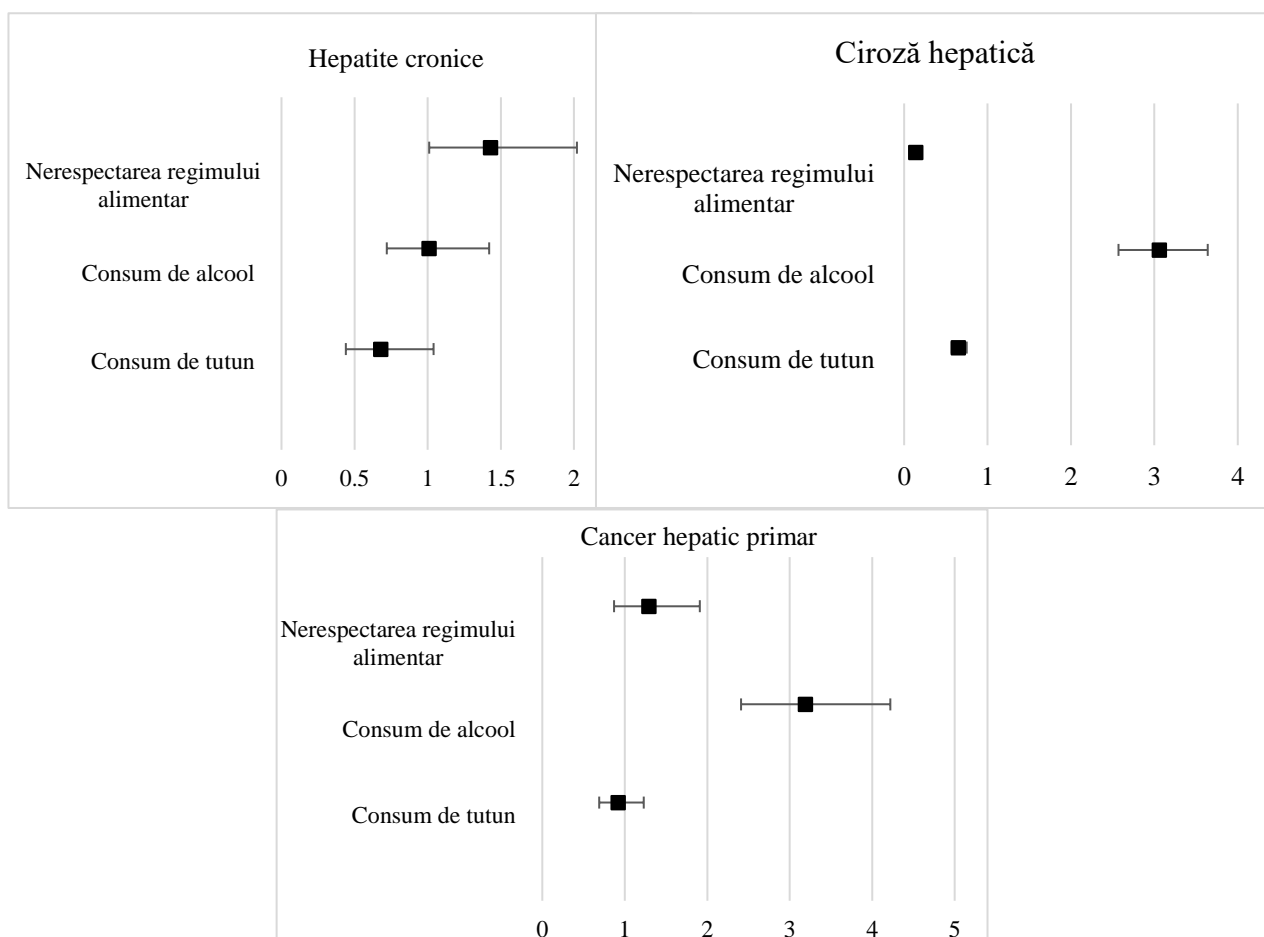 Hepatite cronice
Nerespectarea regimului
alimentar
Consum de alcool
Consum de tutun
0 0.5 1 1.5 2
Ciroză hepatică
Nerespectarea regimului
alimentar
Consum de alcool
Consum de tutun
0 1 2 3 4
Cancer hepatic primar
Nerespectarea regimului
alimentar
Consum de alcool
Consum de tutun
0 1 2 3 4 5